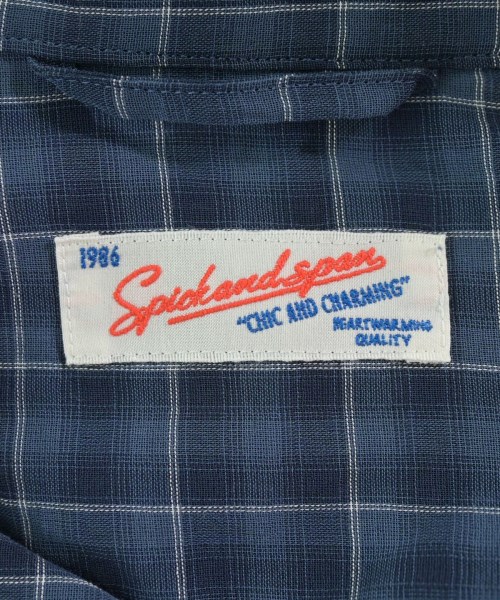 1986
Spick and span
"CHIC AND CHARMING"
HEARTWARMING
QUALITY